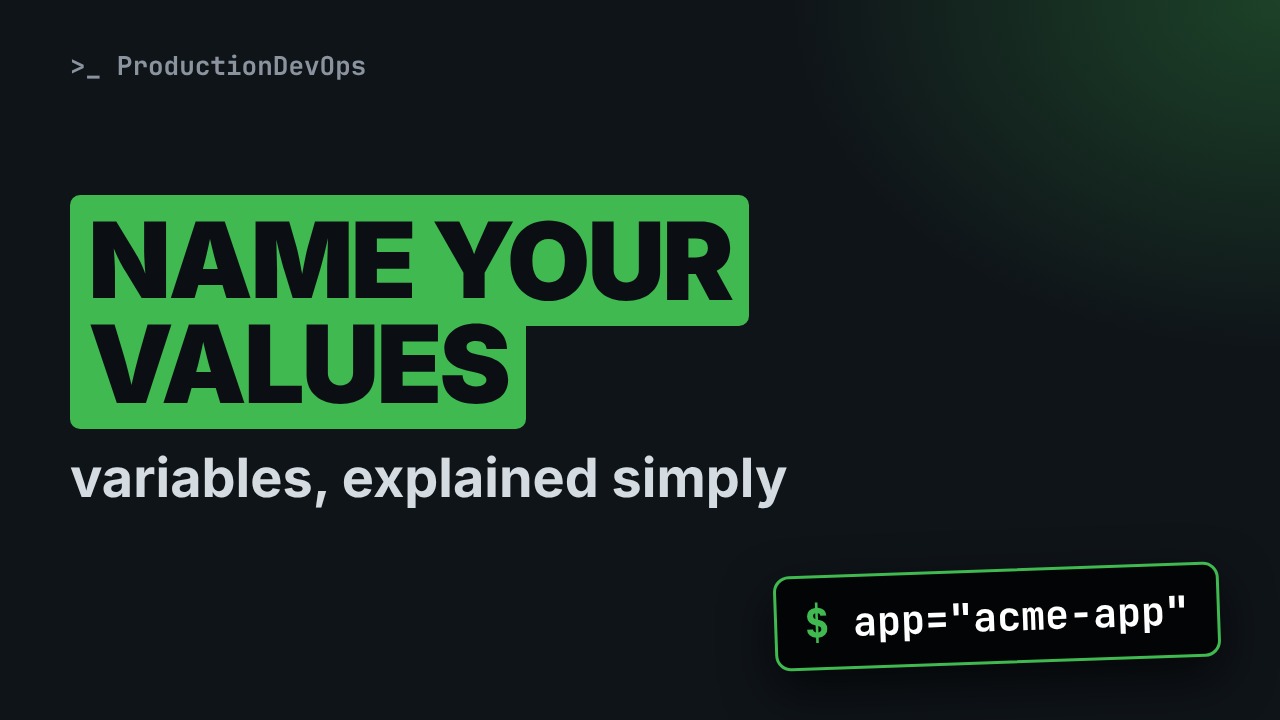 >_ ProductionDevOps
NAME YOUR
VALUES
variables, explained simply
$ app="acme-app"